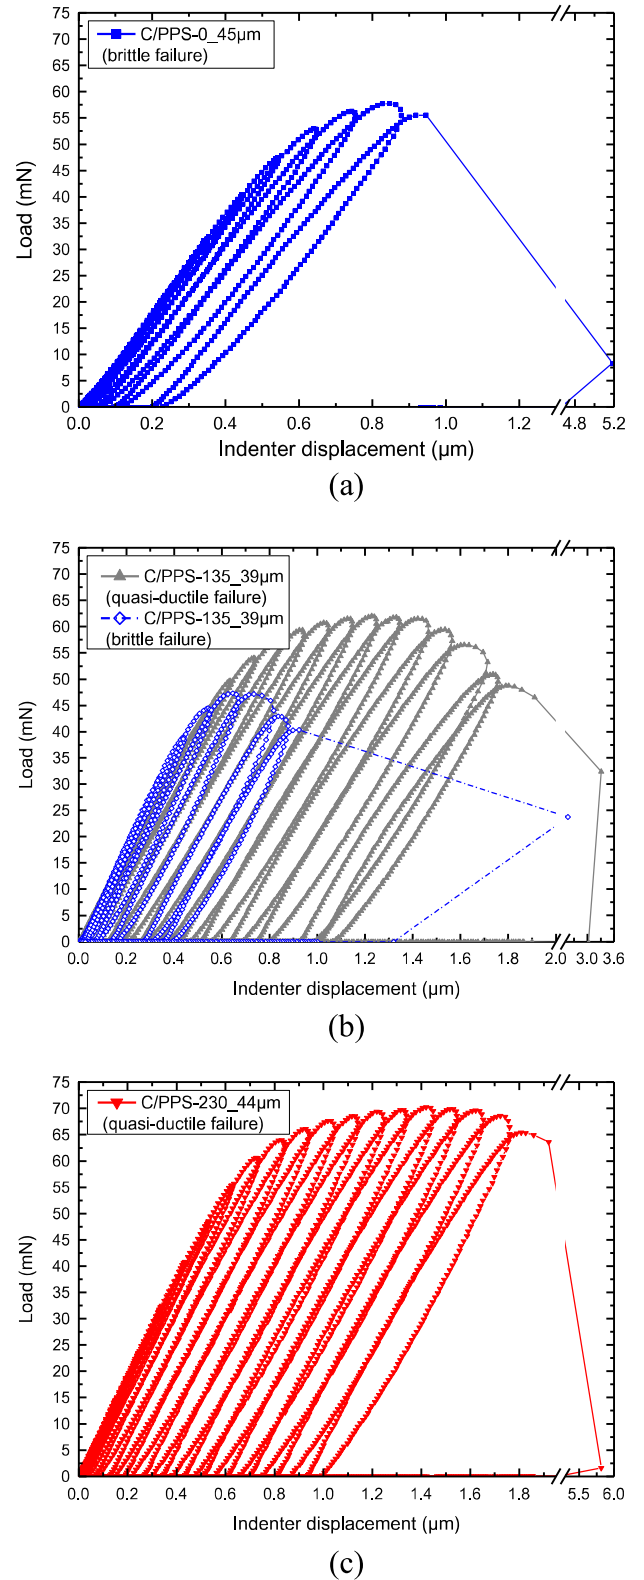 75
70
65
60
55
50
45
40
35
30
25
20
15
10
5
0
Load (mN)
C/PPS-0_45µm
(brittle failure)
0.0 0.2 0.4 0.6 0.8 1.0 1.2 4.8 5.2
Indenter displacement (µm)
(a)
75
70
65
60
55
50
45
40
35
30
25
20
15
10
5
0
Load (mN)
C/PPS-135_39µm
(quasi-ductile failure)
C/PPS-135_39µm
(brittle failure)
0.0 0.2 0.4 0.6 0.8 1.0 1.2 1.4 1.6 1.8 2.0 3.0 3.6
Indenter displacement (µm)
(b)
75
70
65
60
55
50
45
40
35
30
25
20
15
10
5
0
Load (mN)
C/PPS-230_44µm
(quasi-ductile failure)
0.0 0.2 0.4 0.6 0.8 1.0 1.2 1.4 1.6 1.8 5.5 6.0
Indenter displacement (µm)
(c)